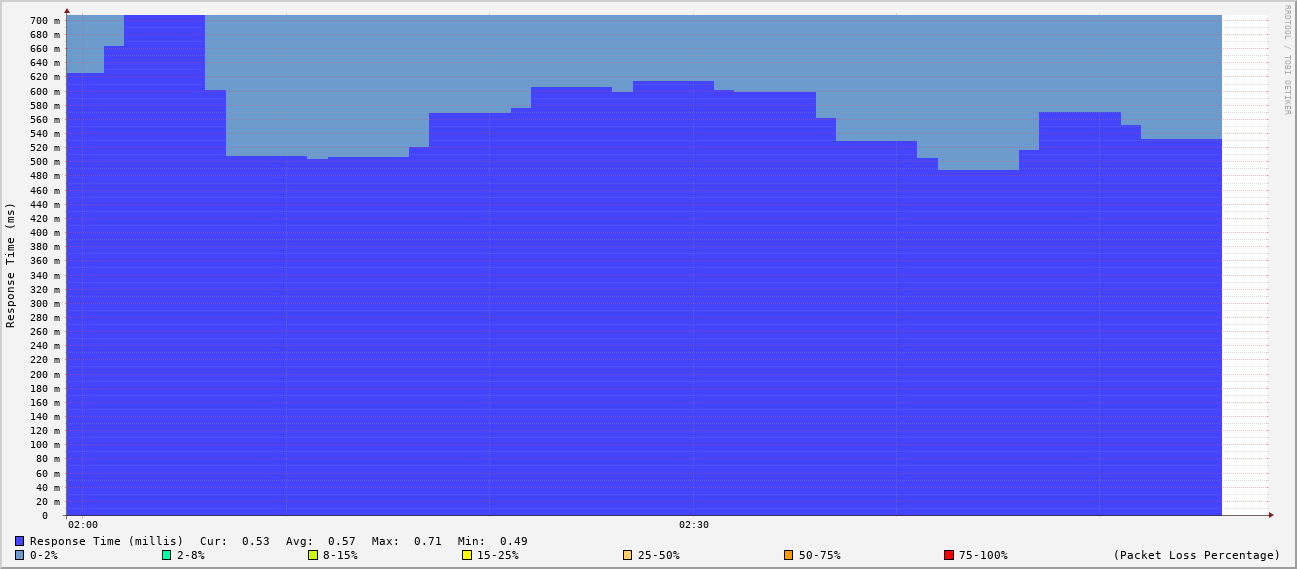 RRDTOOL / TOBI OETIKER
Response Time (ms)
700 m
680 m
660 m
640 m
620 m
600 m
580 m
560 m
540 m
520 m
500 m
480 m
460 m
440 m
420 m
400 m
380 m
360 m
340 m
320 m
300 m
280 m
260 m
240 m
220 m
200 m
180 m
160 m
140 m
120 m
100 m
80 m
60 m
40 m
20 m
0
02:00 02:30
Response Time (millis) Cur: 0.53 Avg: 0.57 Max: 0.71 Min: 0.49
0-2% 2-8% 8-15% 15-25% 25-50% 50-75% 75-100% (Packet Loss Percentage)